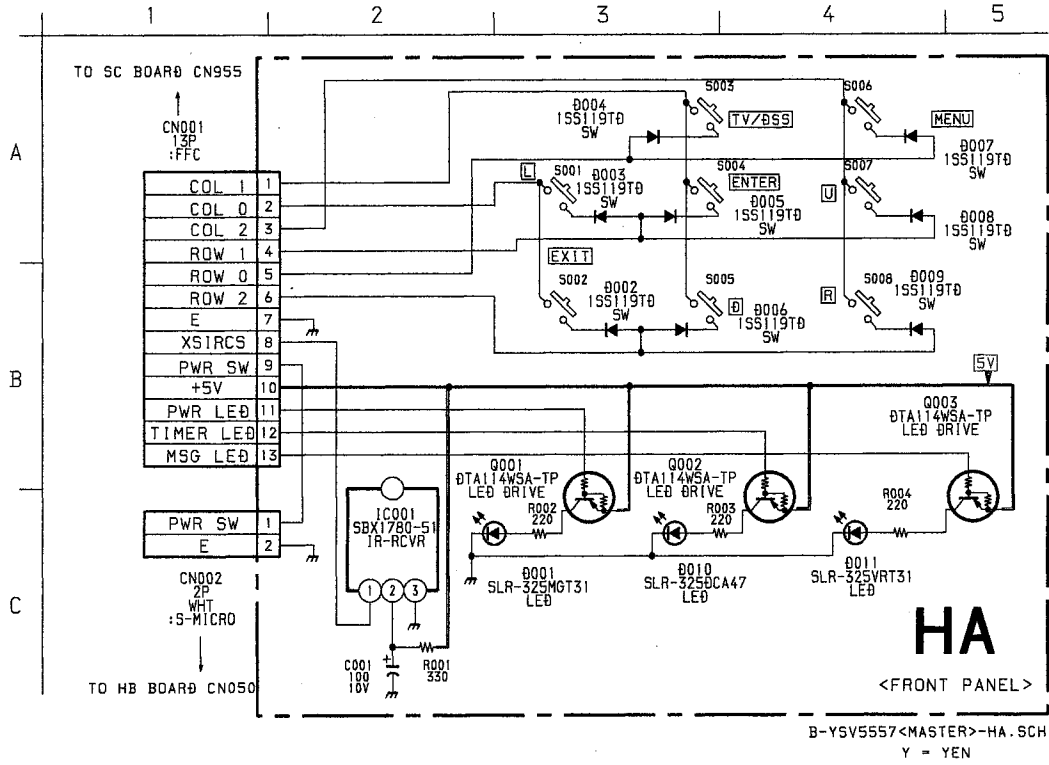 1 2 3 4 5
A
B
C
TO SC BOARD CN955
CN001
13P
:FFC
COL 1 1
COL 0 2
COL 2 3
ROW 1 4
ROW 0 5
ROW 2 6
E 7
XSIRCS 8
PWR SW 9
+5V 10
PWR LED 11
TIMER LED 12
MSG LED 13
PWR SW 1
E 2
CN002
2P
WHT
:S-MICRO
TO HB BOARD CN050
S003
TV/DSS
D004
1SS119TD
SW
S006
MENU
D007
1SS119TD
SW
L
S001
D003
1SS119TD
SW
S004
ENTER
D005
1SS119TD
SW
U
S007
D008
1SS119TD
SW
EXIT
S002
D002
1SS119TD
SW
S005
D
D006
1SS119TD
SW
R
S008
D009
1SS119TD
SW
5V
Q001
DTA114WSA-TP
LED DRIVE
Q002
DTA114WSA-TP
LED DRIVE
Q003
DTA114WSA-TP
LED DRIVE
R002
220
R003
220
R004
220
D001
SLR-325MGT31
LED
D010
SLR-325DCA47
LED
D011
SLR-325VRT31
LED
IC001
SBX1780-51
IR-RCVR
1 2 3
C001
100
10V
+
R001
330
HA
<FRONT PANEL>
B-YSV5557<MASTER>-HA.SCH
Y = YEN